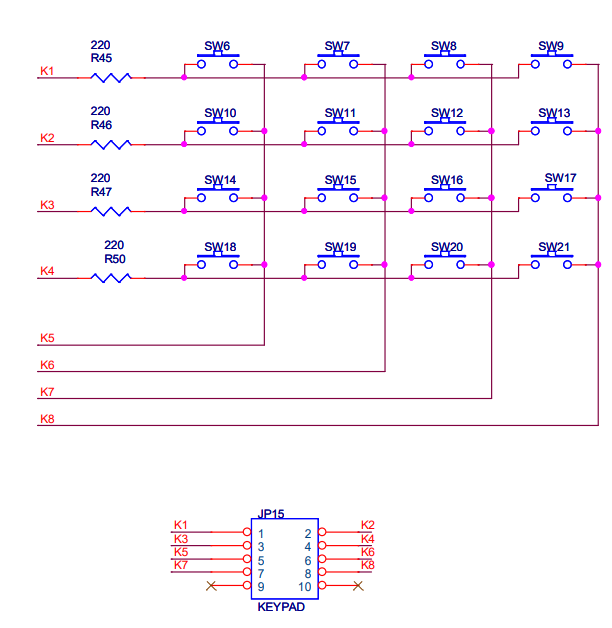 220
R45
SW6 SW7 SW8 SW9
K1
220
R46
SW10 SW11 SW12 SW13
K2
220
R47
SW14 SW15 SW16 SW17
K3
220
R50
SW18 SW19 SW20 SW21
K4
K5
K6
K7
K8
JP15
K1 1 2 K2
K3 3 4 K4
K5 5 6 K6
K7 7 8 K8
9 10
KEYPAD